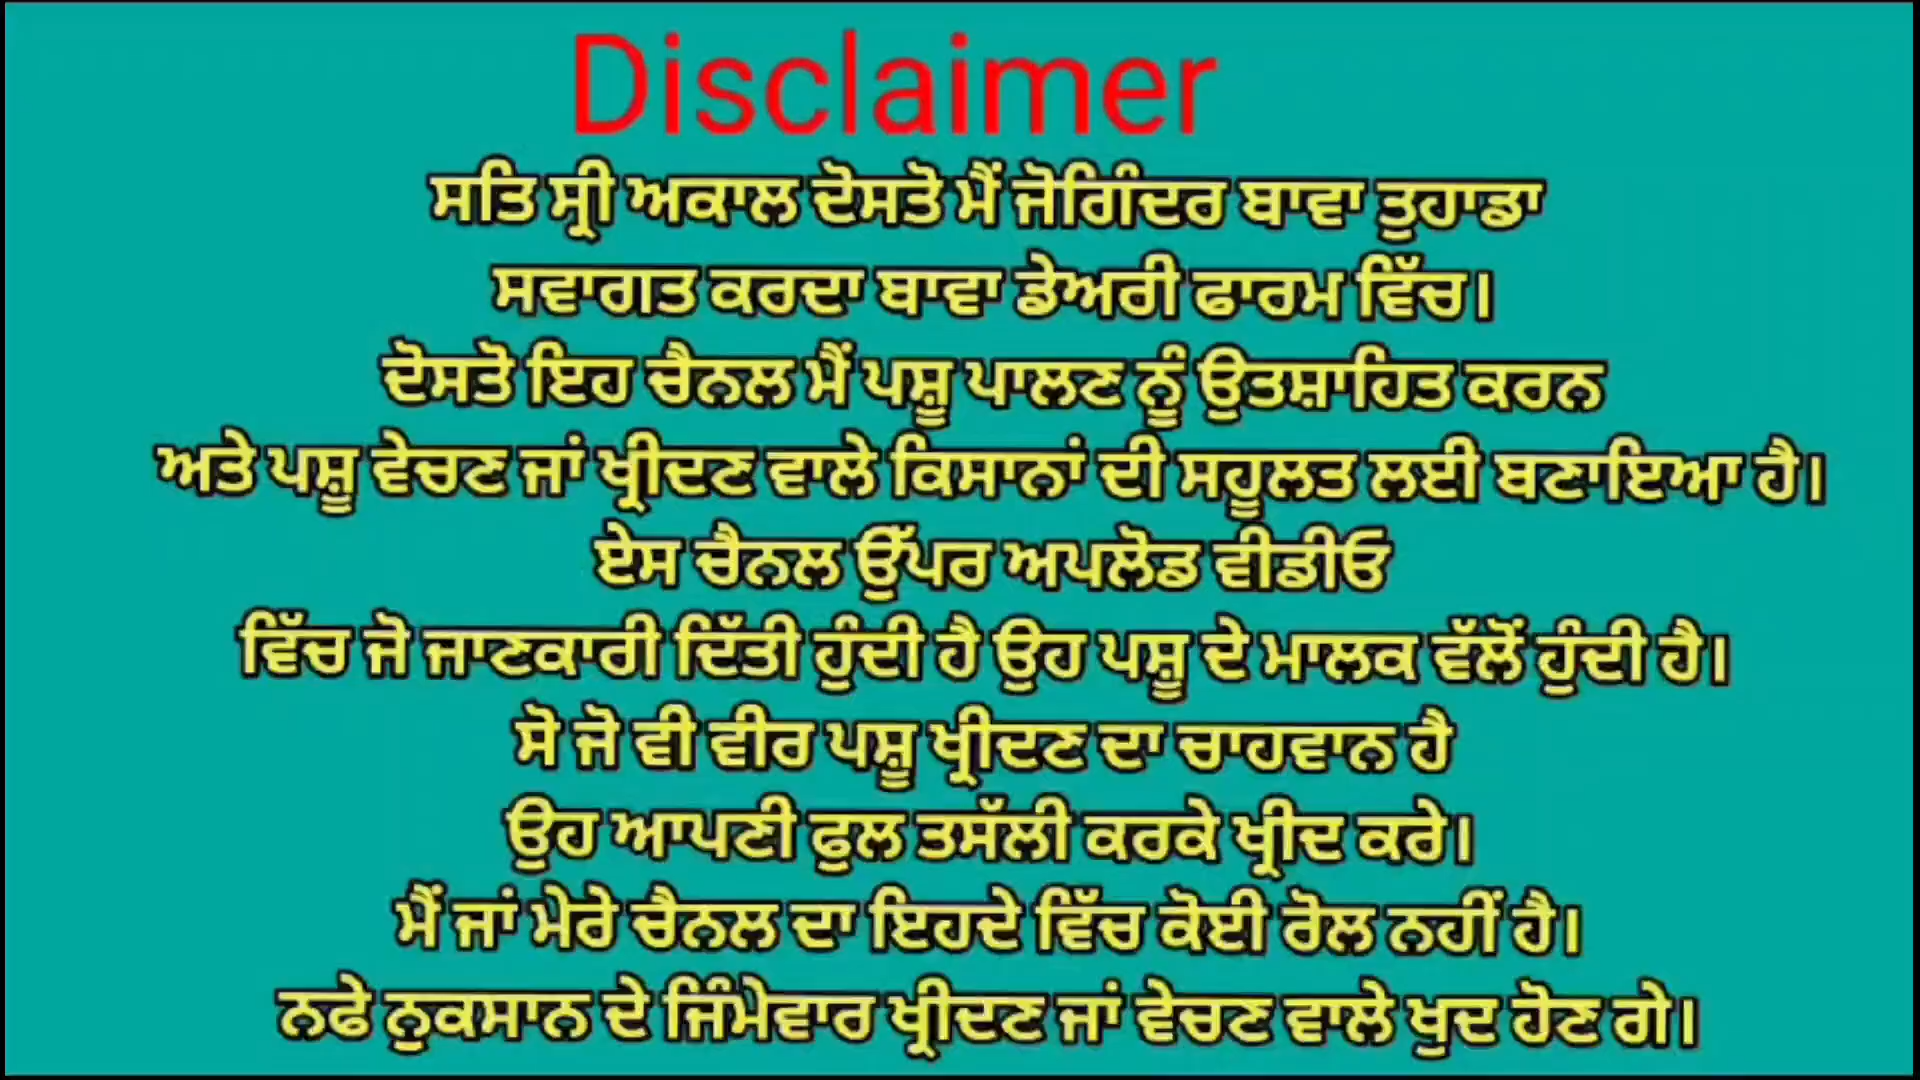 Disclaimer
ਸਤਿ ਸ੍ਰੀ ਅਕਾਲ ਦੋਸਤੋ ਮੈਂ ਜੋਗਿੰਦਰ ਬਾਵਾ ਤੁਹਾਡਾ
ਸਵਾਗਤ ਕਰਦਾ ਬਾਵਾ ਡੇਅਰੀ ਫਾਰਮ ਵਿੱਚ।
ਦੋਸਤੋ ਇਹ ਚੈਨਲ ਮੈਂ ਪਸ਼ੂ ਪਾਲਣ ਨੂੰ ਉਤਸ਼ਾਹਿਤ ਕਰਨ
ਅਤੇ ਪਸ਼ੂ ਵੇਚਣ ਜਾਂ ਖ੍ਰੀਦਣ ਵਾਲੇ ਕਿਸਾਨਾਂ ਦੀ ਸਹੂਲਤ ਲਈ ਬਣਾਇਆ ਹੈ।
ਏਸ ਚੈਨਲ ਉੱਪਰ ਅਪਲੋਡ ਵੀਡੀਓ
ਵਿੱਚ ਜੋ ਜਾਣਕਾਰੀ ਦਿੱਤੀ ਹੁੰਦੀ ਹੈ ਉਹ ਪਸ਼ੂ ਦੇ ਮਾਲਕ ਵੱਲੋਂ ਹੁੰਦੀ ਹੈ।
ਸੋ ਜੋ ਵੀ ਵੀਰ ਪਸ਼ੂ ਖ੍ਰੀਦਣ ਦਾ ਚਾਹਵਾਨ ਹੈ
ਉਹ ਆਪਣੀ ਫੁਲ ਤਸੱਲੀ ਕਰਕੇ ਖ੍ਰੀਦ ਕਰੇ।
ਮੈਂ ਜਾਂ ਮੇਰੇ ਚੈਨਲ ਦਾ ਇਹਦੇ ਵਿੱਚ ਕੋਈ ਰੋਲ ਨਹੀਂ ਹੈ।
ਨਫੇ ਨੁਕਸਾਨ ਦੇ ਜਿੰਮੇਵਾਰ ਖ੍ਰੀਦਣ ਜਾਂ ਵੇਚਣ ਵਾਲੇ ਖੁਦ ਹੋਣ ਗੇ।